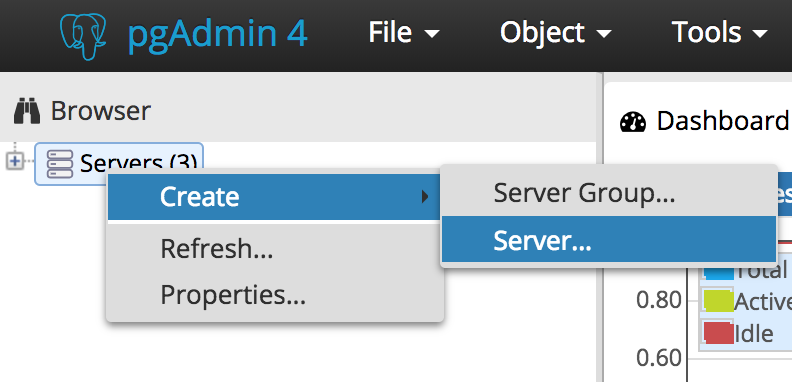 pgAdmin 4 File Object Tools
Browser
Dashboard
Servers (3)
Create
Server Group...
Server...
Refresh...
Properties...
Total
0.80
Active
Idle
0.60